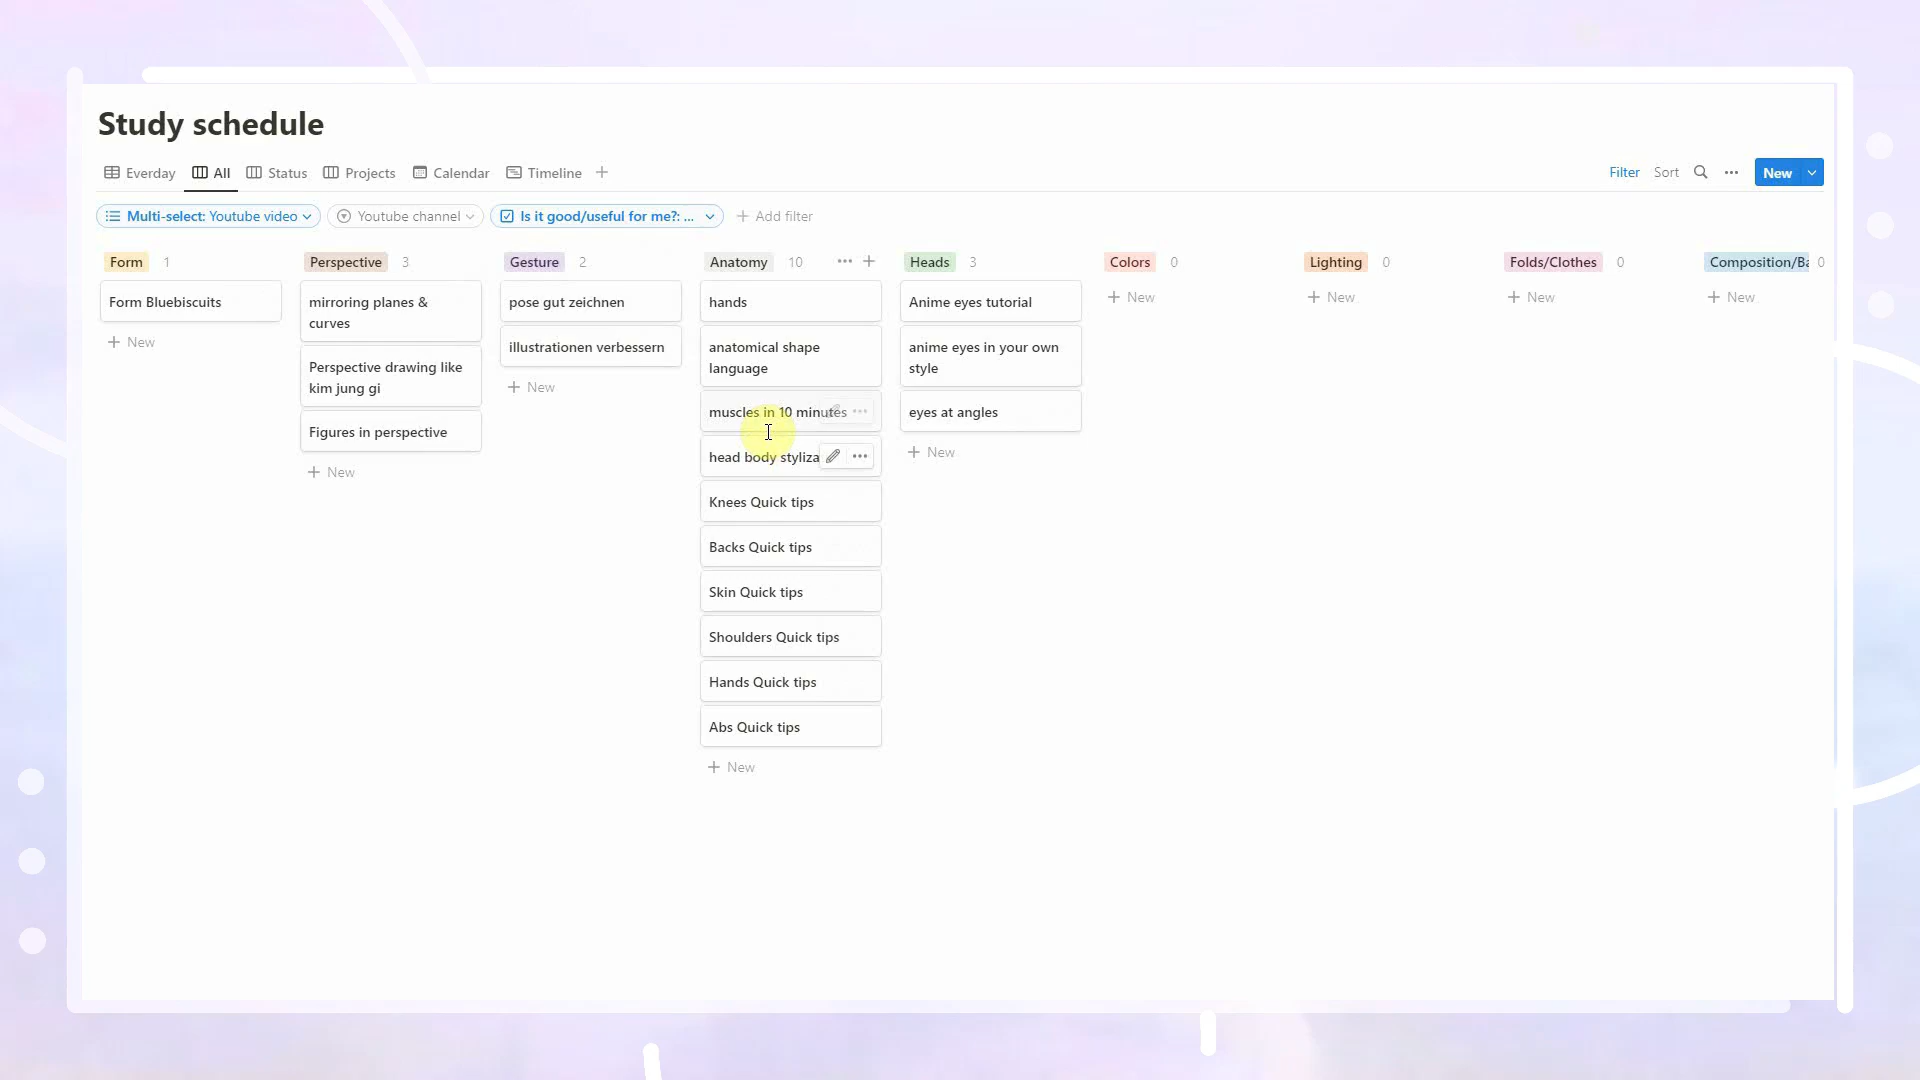 Study schedule
Everday All Status Projects Calendar Timeline
Filter Sort New
Multi-select: Youtube video Youtube channel Is it good/useful for me?: ... Add filter
Form 1
Form Bluebiscuits
New
Perspective 3
mirroring planes &
curves
Perspective drawing like
kim jung gi
Figures in perspective
New
Gesture 2
pose gut zeichnen
illustrationen verbessern
New
Anatomy 10
hands
anatomical shape
language
muscles in 10 minutes
head body styliza
Knees Quick tips
Backs Quick tips
Skin Quick tips
Shoulders Quick tips
Hands Quick tips
Abs Quick tips
New
Heads 3
Anime eyes tutorial
anime eyes in your own
style
eyes at angles
New
Colors 0
New
Lighting 0
New
Folds/Clothes 0
New
Composition/Ba 0
New